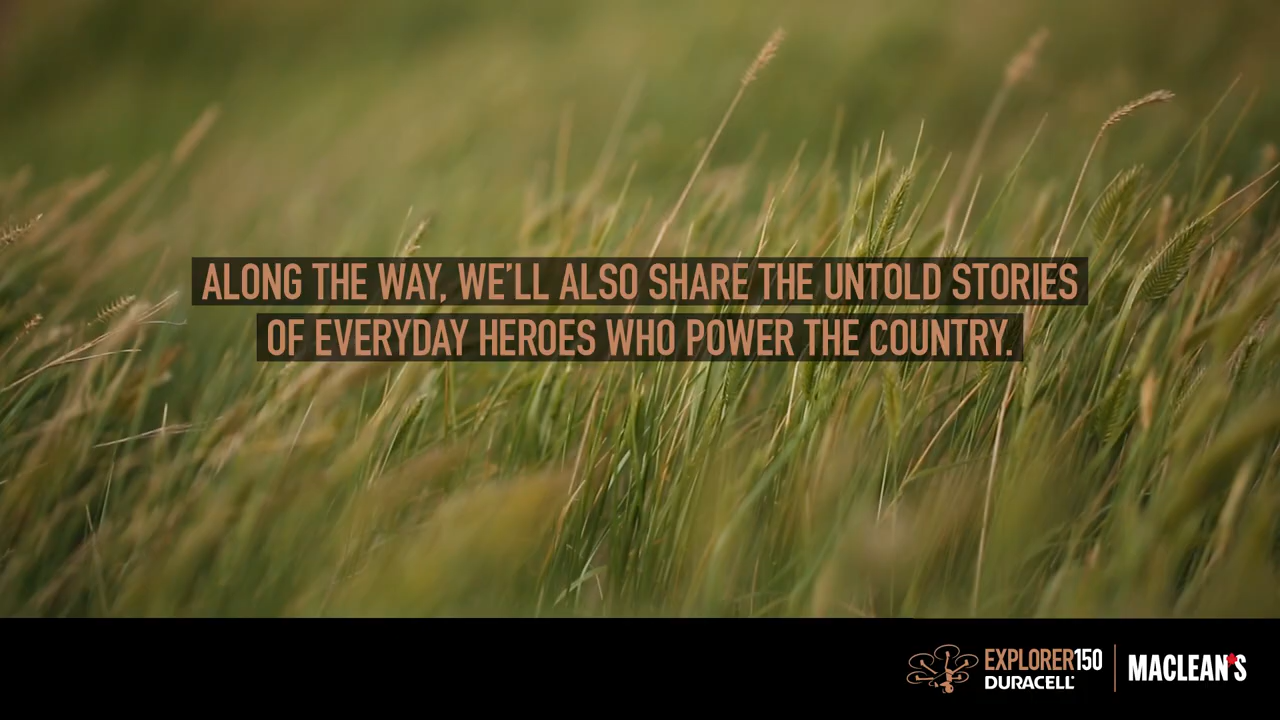 ALONG THE WAY, WE'LL ALSO SHARE THE UNTOLD STORIES
OF EVERYDAY HEROES WHO POWER THE COUNTRY.
EXPLORER150
DURACELL
MACLEAN'S